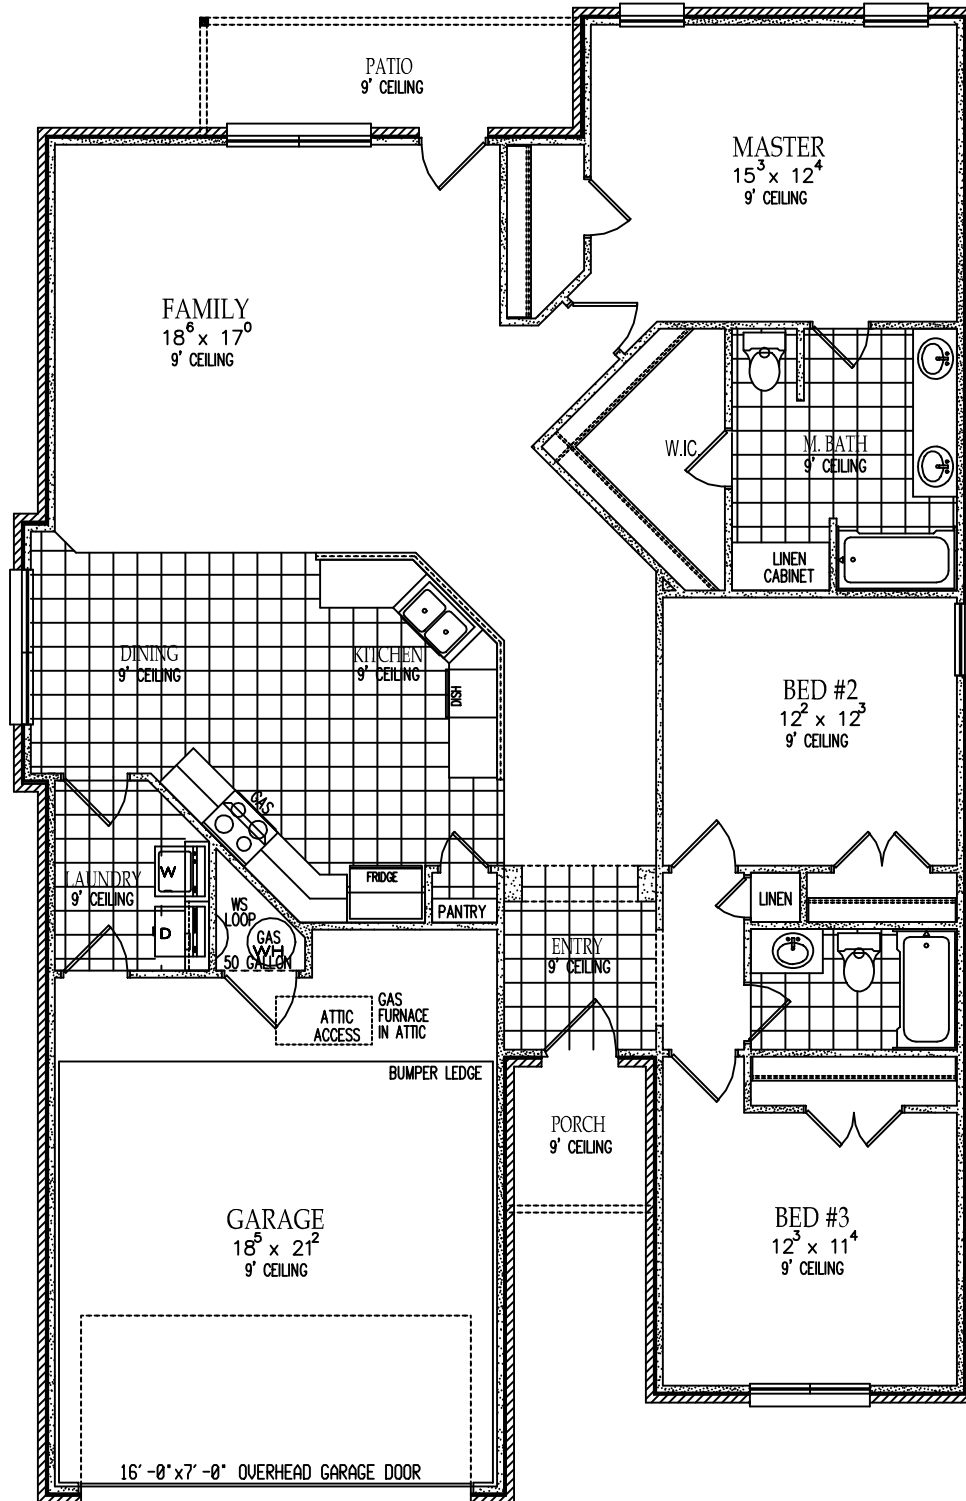 PATIO
9' CEILING
MASTER
15³ x 12⁴
9' CEILING
FAMILY
18⁶ x 17⁰
9' CEILING
W.IC.
M. BATH
9' CEILING
LINEN
CABINET
DINING
9' CEILING
KITCHEN
9' CEILING
DISH
BED #2
12² x 12³
9' CEILING
GAS
FRIDGE
PANTRY
LAUNDRY
9' CEILING
W
D
WS
LOOP
GAS
WH
50 GALLON
LINEN
ENTRY
9' CEILING
ATTIC
ACCESS
GAS
FURNACE
IN ATTIC
BUMPER LEDGE
PORCH
9' CEILING
GARAGE
18⁵ x 21²
9' CEILING
BED #3
12³ x 11⁴
9' CEILING
16'-0"x7'-0" OVERHEAD GARAGE DOOR